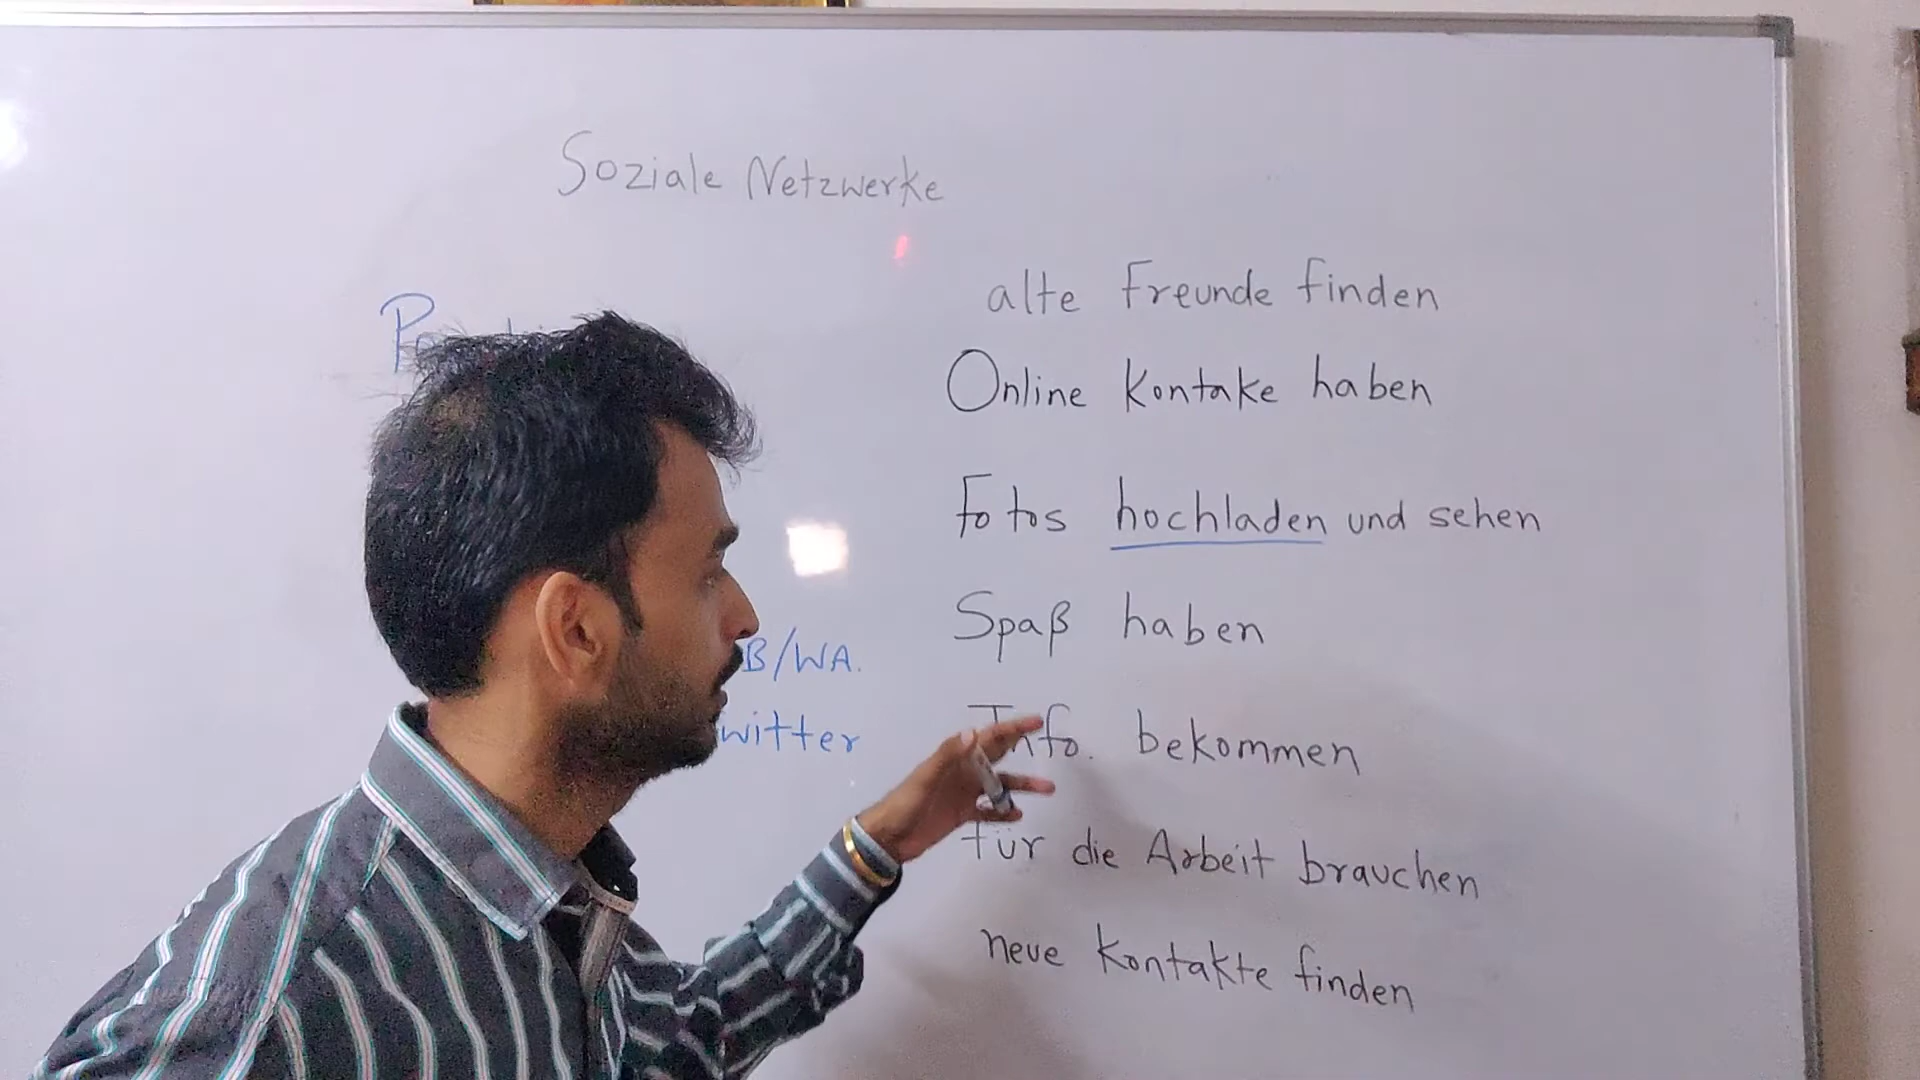 Soziale Netzwerke
alte Freunde finden
Online Kontake haben
Fotos hochladen und sehen
Spaß haben
B/WA.
witter
Info. bekommen
für die Arbeit brauchen
neue Kontakte finden